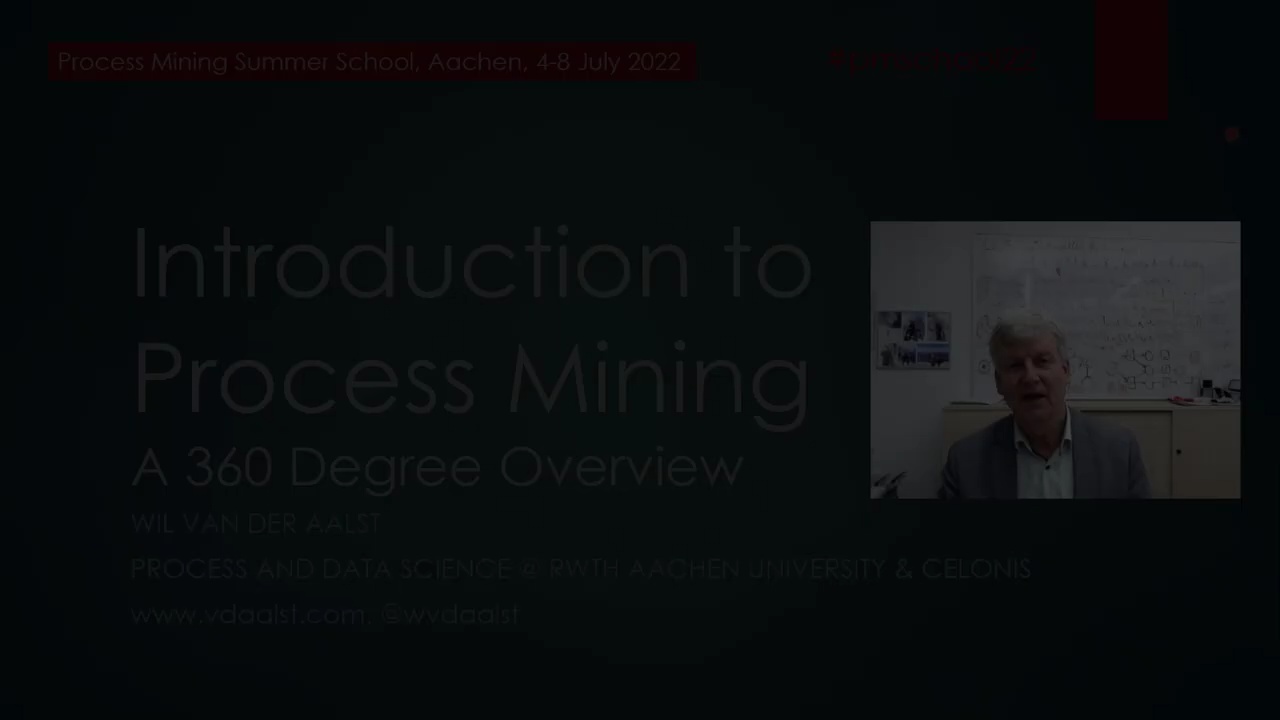 Process Mining Summer School, Aachen, 4-8 July 2022
Introduction to
Process Mining
A 360 Degree Overview
WIL VAN DER AALST
PROCESS AND DATA SCIENCE @ RWTH AACHEN UNIVERSITY & CELONIS
www.vdaalst.com, @wvdaalst